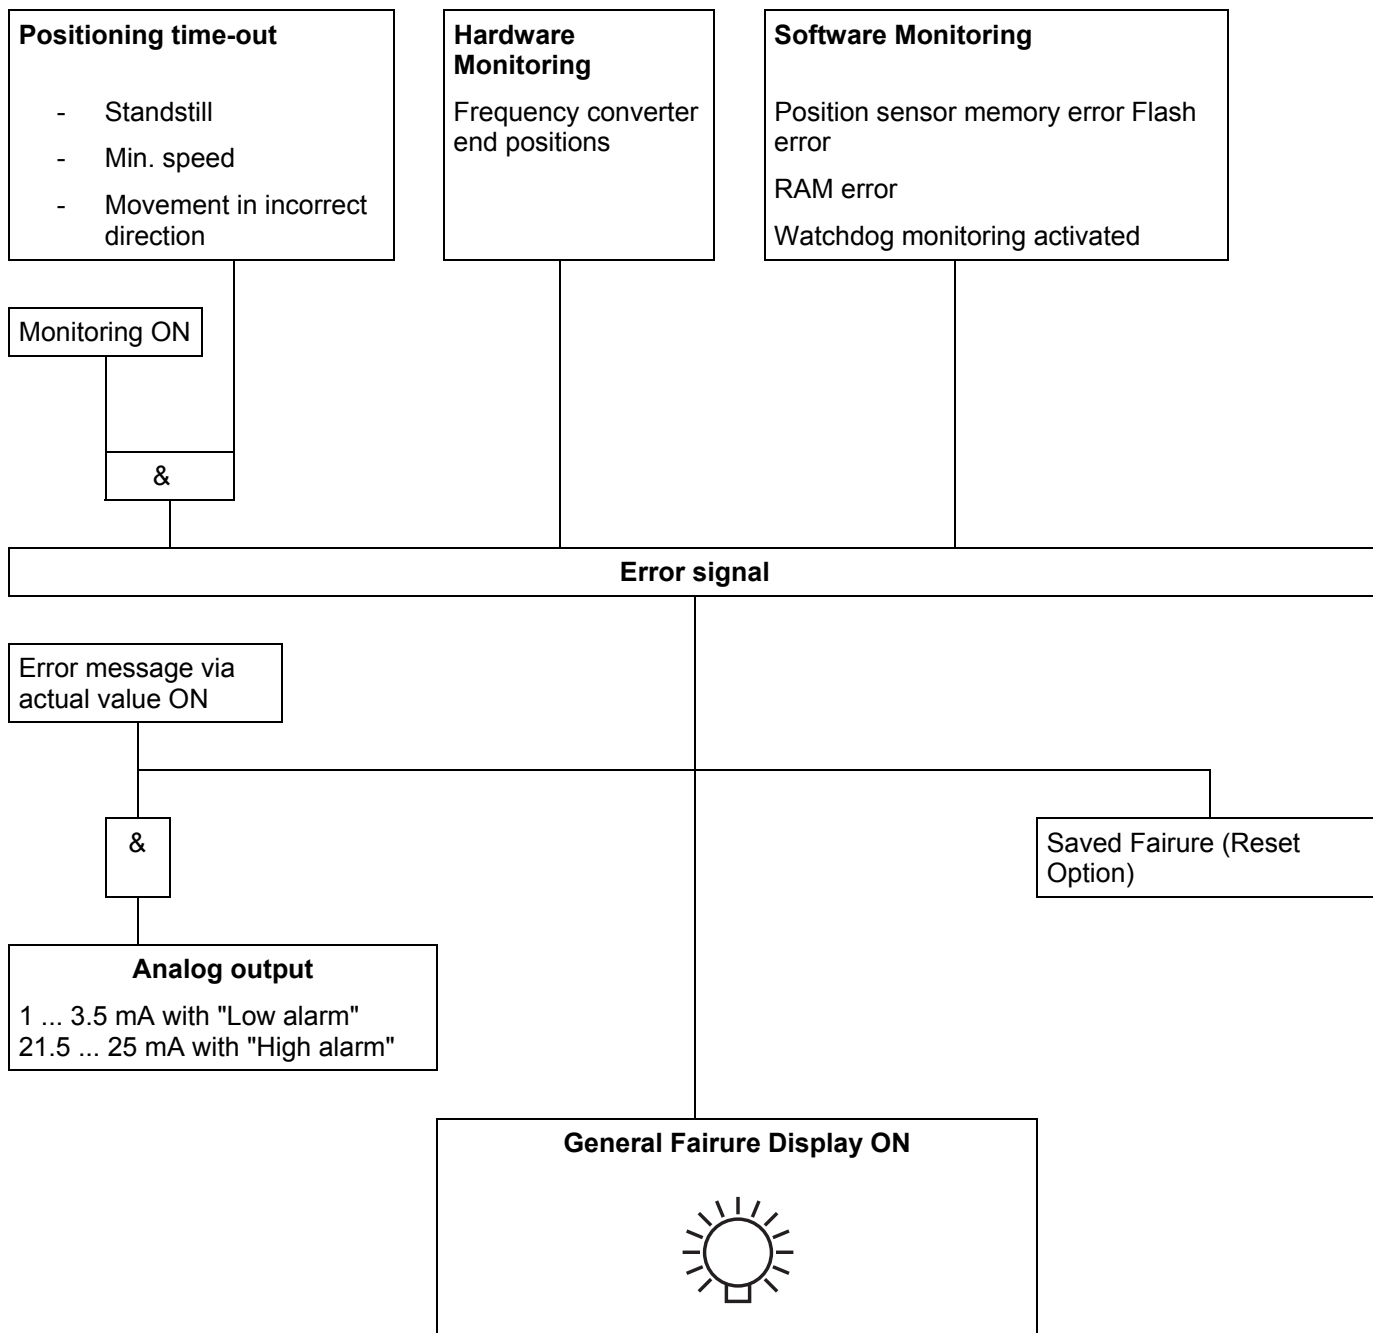 Positioning time-out
- Standstill
- Min. speed
- Movement in incorrect
direction
Hardware
Monitoring
Frequency converter
end positions
Software Monitoring
Position sensor memory error Flash
error
RAM error
Watchdog monitoring activated
Monitoring ON
&
Error signal
Error message via
actual value ON
&
Saved Fairure (Reset
Option)
Analog output
1 ... 3.5 mA with "Low alarm"
21.5 ... 25 mA with "High alarm"
General Fairure Display ON